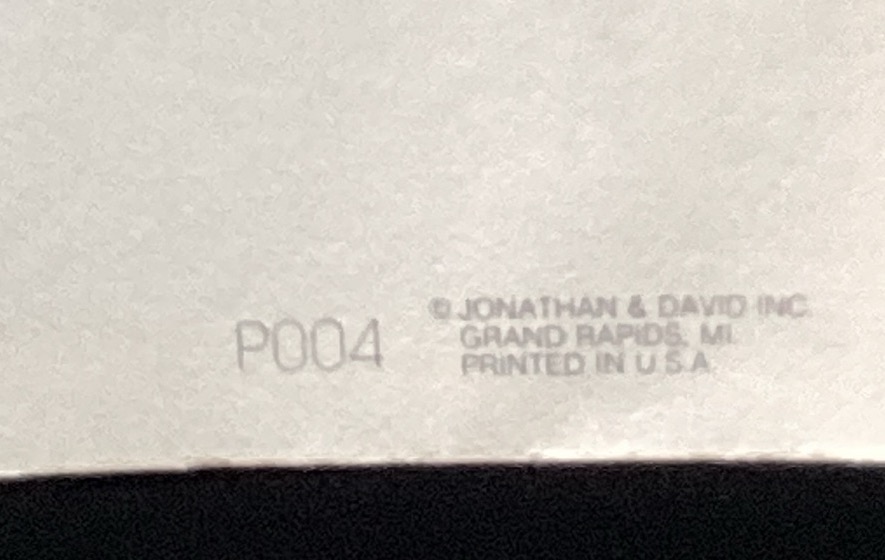 P004
© JONATHAN & DAVID INC.
GRAND RAPIDS, MI.
PRINTED IN U.S.A.